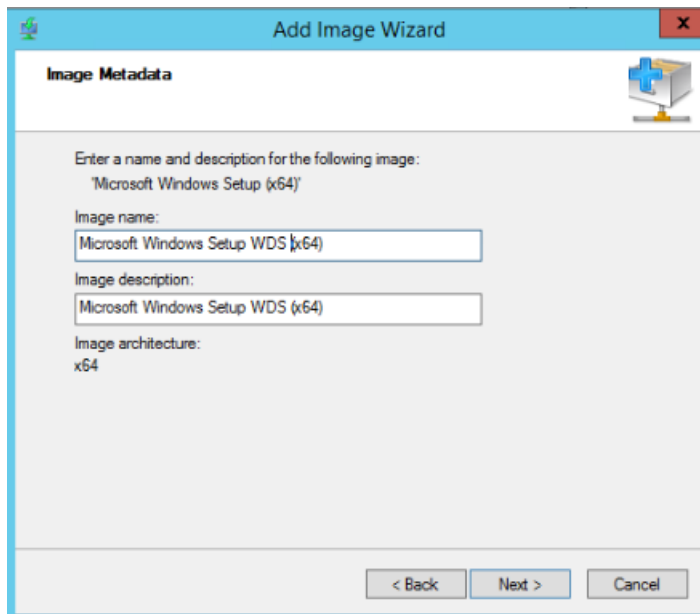 Add Image Wizard
x
Image Metadata
Enter a name and description for the following image:
'Microsoft Windows Setup (x64)'
Image name:
Microsoft Windows Setup WDS (x64)
Image description:
Microsoft Windows Setup WDS (x64)
Image architecture:
x64
< Back Next > Cancel